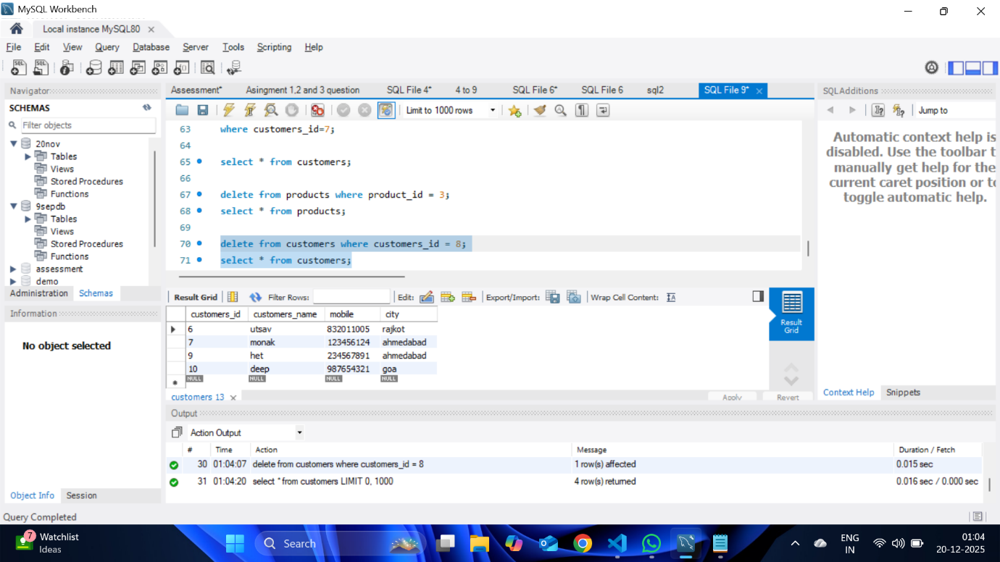 MySQL Workbench
Local instance MySQL80
File Edit View Query Database Server Tools Scripting Help
Navigator
SCHEMAS
Filter objects
20nov
Tables
Views
Stored Procedures
Functions
9sepdb
Tables
Views
Stored Procedures
Functions
assessment
demo
Administration Schemas
Information
No object selected
Object Info Session
Assessment* Asingment 1,2 and 3 question SQL File 4* 4 to 9 SQL File 6* SQL File 6 sql2 SQL File 9*
Limit to 1000 rows
63 where customers_id=7;
64
65 select * from customers;
66
67 delete from products where product_id = 3;
68 select * from products;
69
70 delete from customers where customers_id = 8;
71 select * from customers;
Result Grid Filter Rows: Edit: Export/Import: Wrap Cell Content:
customers_id customers_name mobile city
6 utsav 832011005 rajkot
7 monak 123456124 ahmedabad
9 het 234567891 ahmedabad
10 deep 987654321 goa
NULL NULL NULL NULL
Result
Grid
customers 13 Apply Revert
Output
Action Output
# Time Action Message Duration / Fetch
30 01:04:07 delete from customers where customers_id = 8 1 row(s) affected 0.015 sec
31 01:04:20 select * from customers LIMIT 0, 1000 4 row(s) returned 0.016 sec / 0.000 sec
SQLAdditions
Jump to
Automatic context help is
disabled. Use the toolbar t
manually get help for the
current caret position or to
toggle automatic help.
Context Help Snippets
Query Completed
7
Watchlist
Ideas
Search
ENG
IN
01:04
20-12-2025